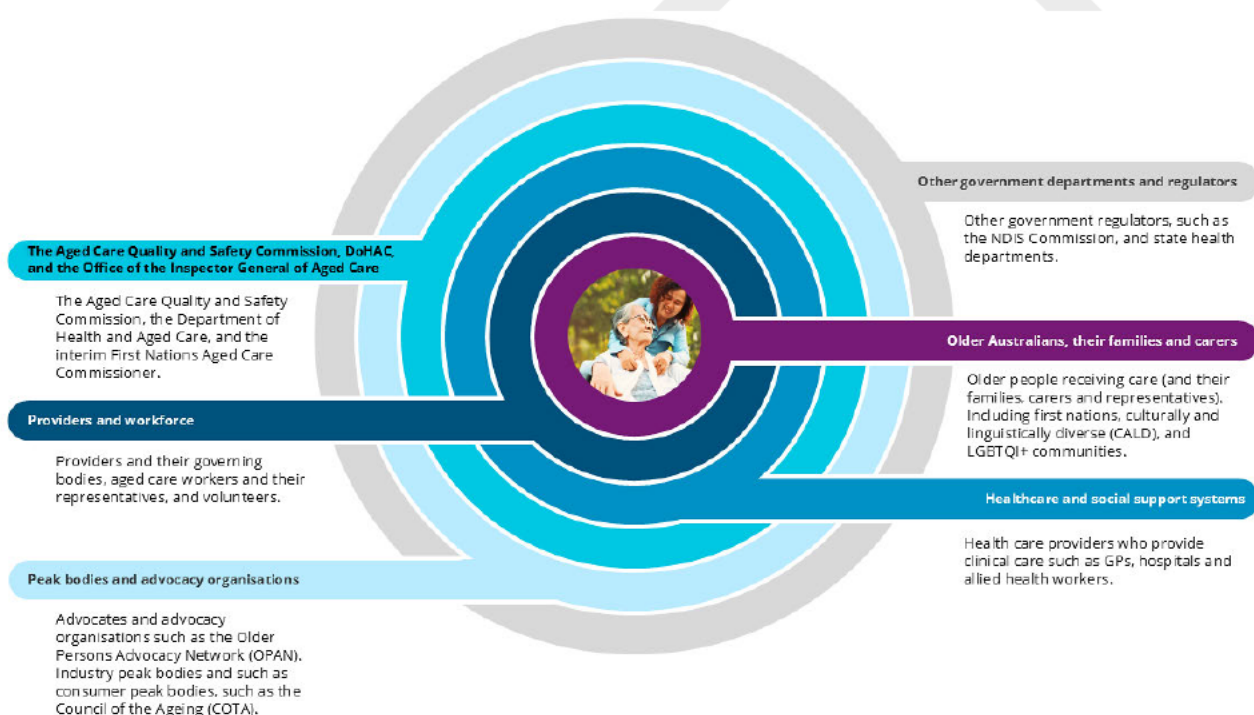 The Aged Care Quality and Safety Commission, DoHAC,
and the Office of the Inspector General of Aged Care
The Aged Care Quality and Safety
Commission, the Department of
Health and Aged Care, and the
interim First Nations Aged Care
Commissioner.
Providers and workforce
Providers and their governing
bodies, aged care workers and their
representatives, and volunteers.
Peak bodies and advocacy organisations
Advocates and advocacy
organisations such as the Older
Persons Advocacy Network (OPAN).
Industry peak bodies and such as
consumer peak bodies, such as the
Council of the Ageing (COTA).
Other government departments and regulators
Other government regulators, such as
the NDIS Commission, and state health
departments.
Older Australians, their families and carers
Older people receiving care (and their
families, carers and representatives).
Including first nations, culturally and
linguistically diverse (CALD), and
LGBTQI+ communities.
Healthcare and social support systems
Health care providers who provide
clinical care such as GPs, hospitals and
allied health workers.